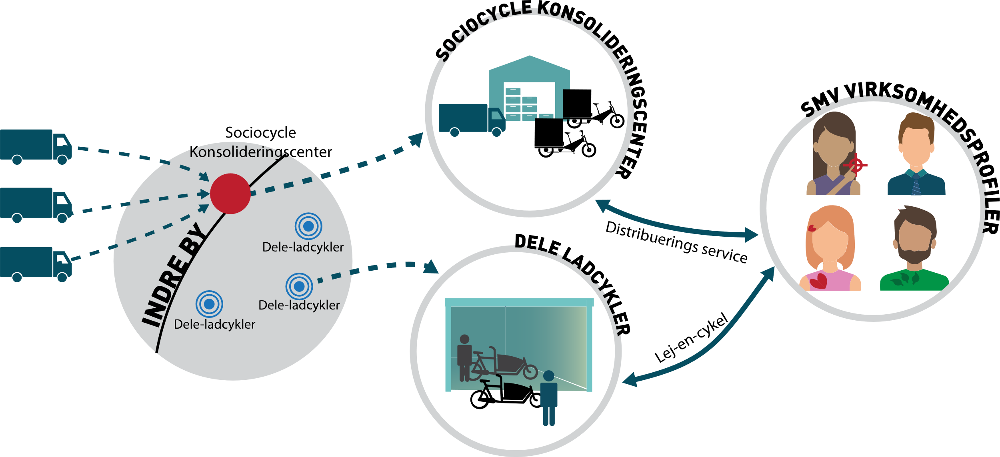 SOCIOCYCLE KONSOLIDERINGSCENTER
SMV VIRKSOMHEDSPROFILER
Sociocycle
Konsolideringscenter
INDRE BY
Dele-ladcykler
Dele-ladcykler
Dele-ladcykler
DELE LADCYKLER
Distribuerings service
Lej-en-cykel